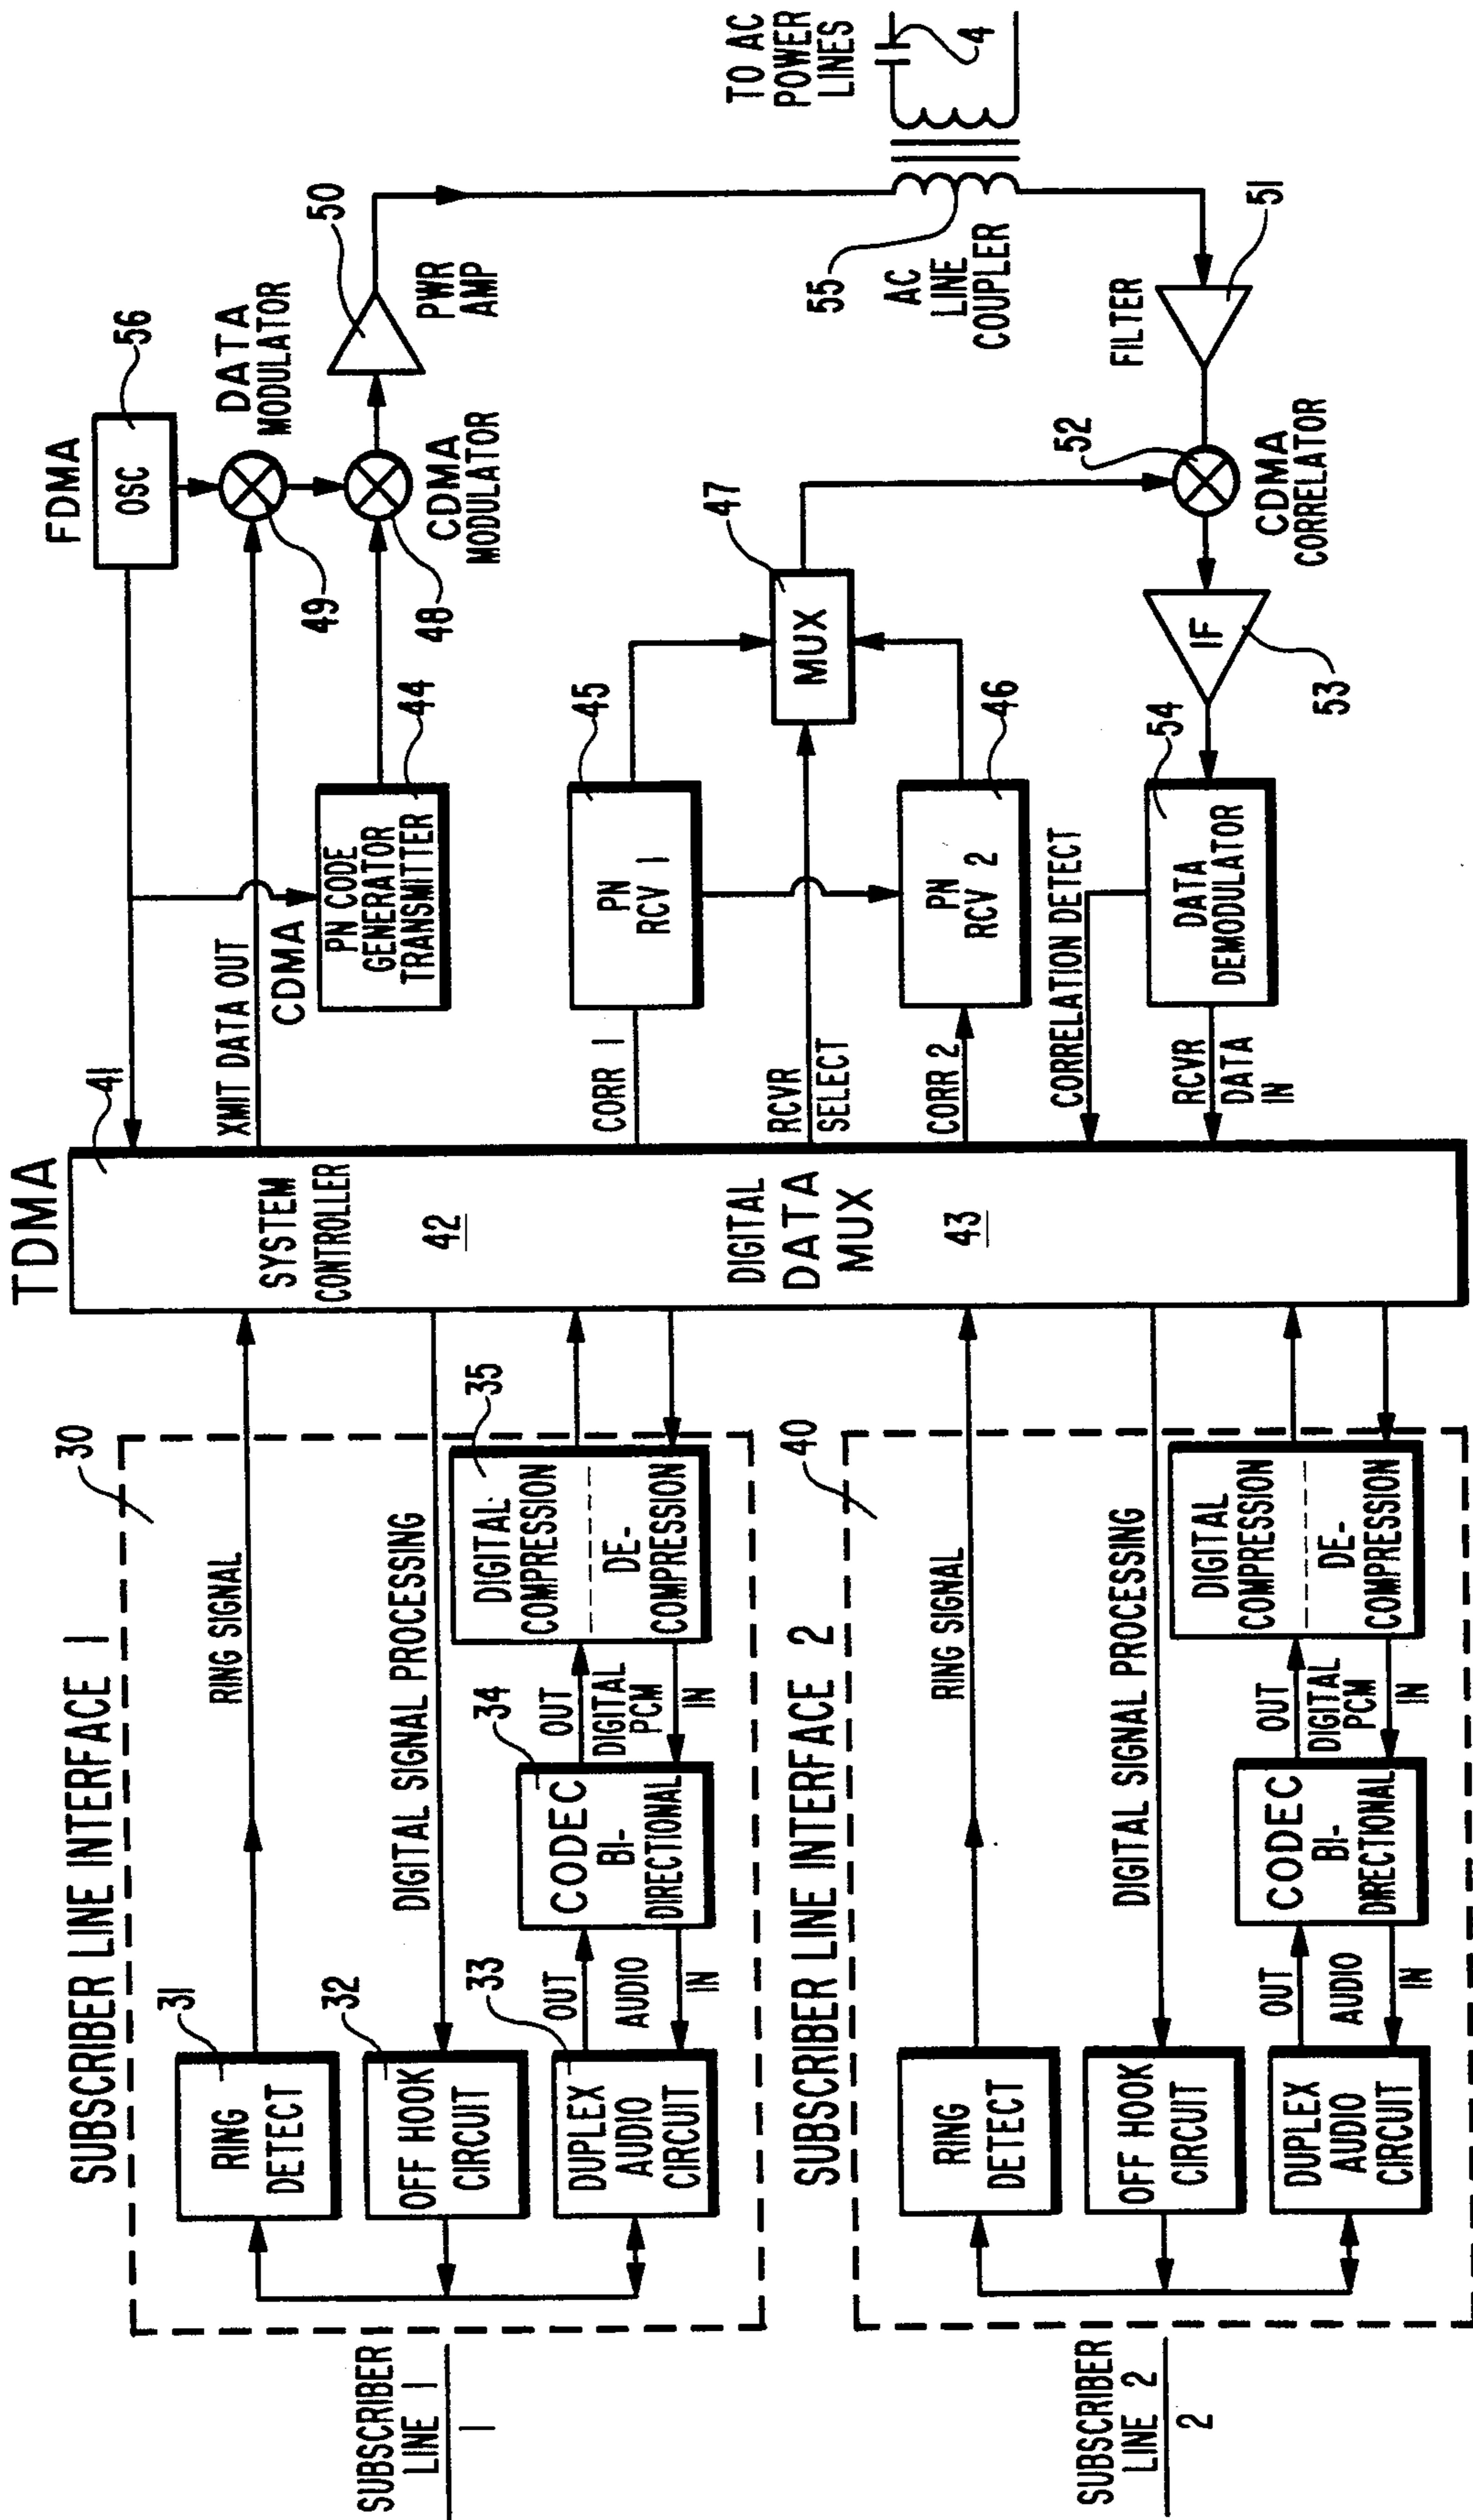 SUBSCRIBER LINE INTERFACE 1
30
31
RING
DETECT
RING SIGNAL
32
OFF HOOK
CIRCUIT
DIGITAL SIGNAL PROCESSING
33
DUPLEX
AUDIO
CIRCUIT
OUT
AUDIO
IN
34
CODEC
BI-
DIRECTIONAL
OUT
DIGITAL
PCM
IN
35
DIGITAL
COMPRESSION
DE-
COMPRESSION
SUBSCRIBER
LINE 1
1
SUBSCRIBER LINE INTERFACE 2
40
RING
DETECT
RING SIGNAL
OFF HOOK
CIRCUIT
DIGITAL SIGNAL PROCESSING
DUPLEX
AUDIO
CIRCUIT
OUT
AUDIO
IN
CODEC
BI-
DIRECTIONAL
OUT
DIGITAL
PCM
IN
DIGITAL
COMPRESSION
DE-
COMPRESSION
SUBSCRIBER
LINE 2
2
TDMA
41
SYSTEM
CONTROLLER
42
DIGITAL
DATA
MUX
43
XMIT DATA OUT
CDMA
PN CODE
GENERATOR
TRANSMITTER
44
FDMA
OSC
56
DATA
MODULATOR
49
48
CDMA
MODULATOR
50
PWR
AMP
CORR 1
PN
RCV 1
45
RCVR
SELECT
MUX
47
CORR 2
PN
RCV 2
46
CORRELATION DETECT
RCVR
DATA
IN
DATA
DEMODULATOR
54
IF
53
52
CDMA
CORRELATOR
FILTER
51
55
AC
LINE
COUPLER
TO AC
POWER
LINES
4